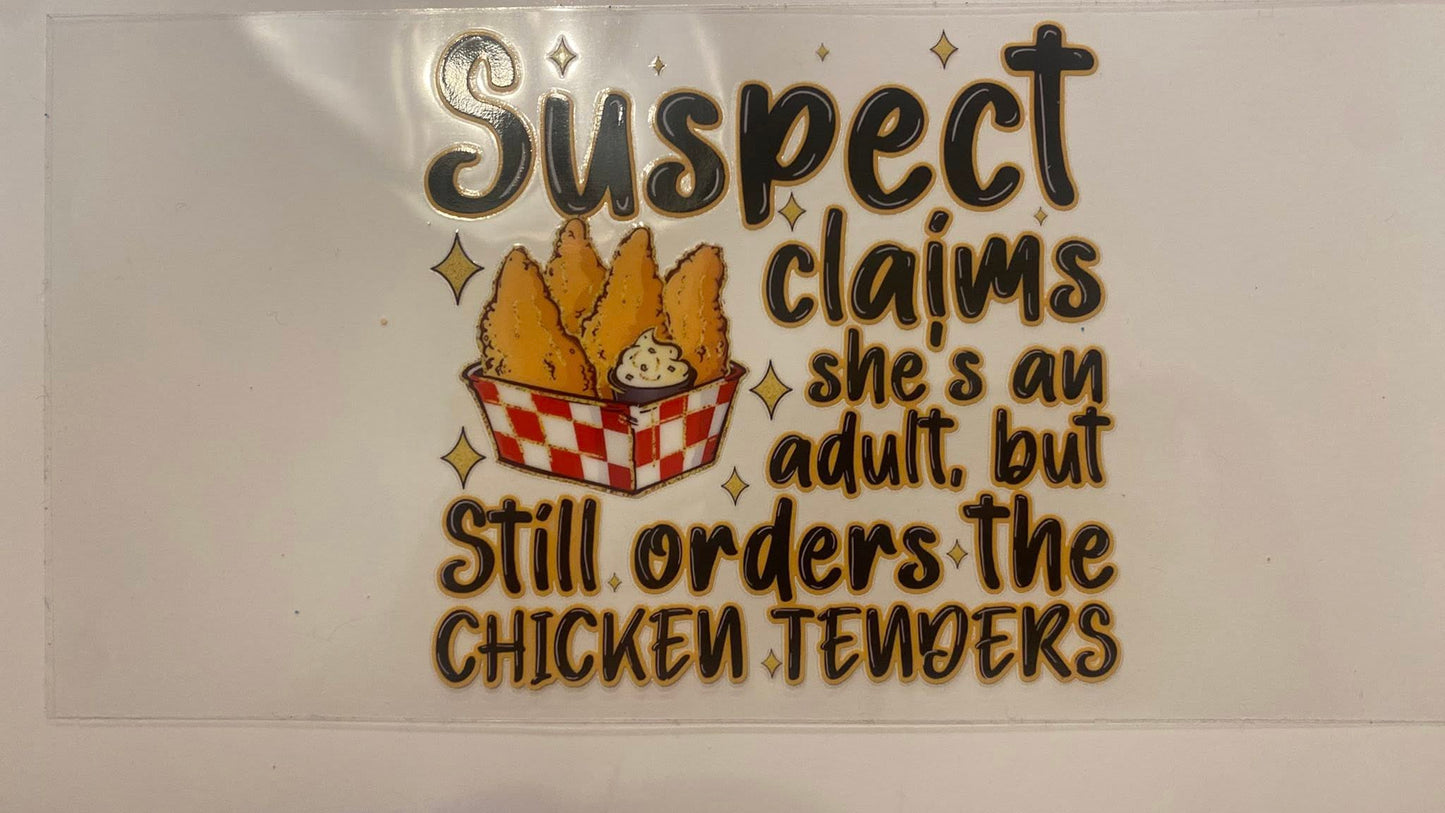 Suspect
claims
she's an
adult, but
Still orders the
CHICKEN TENDERS